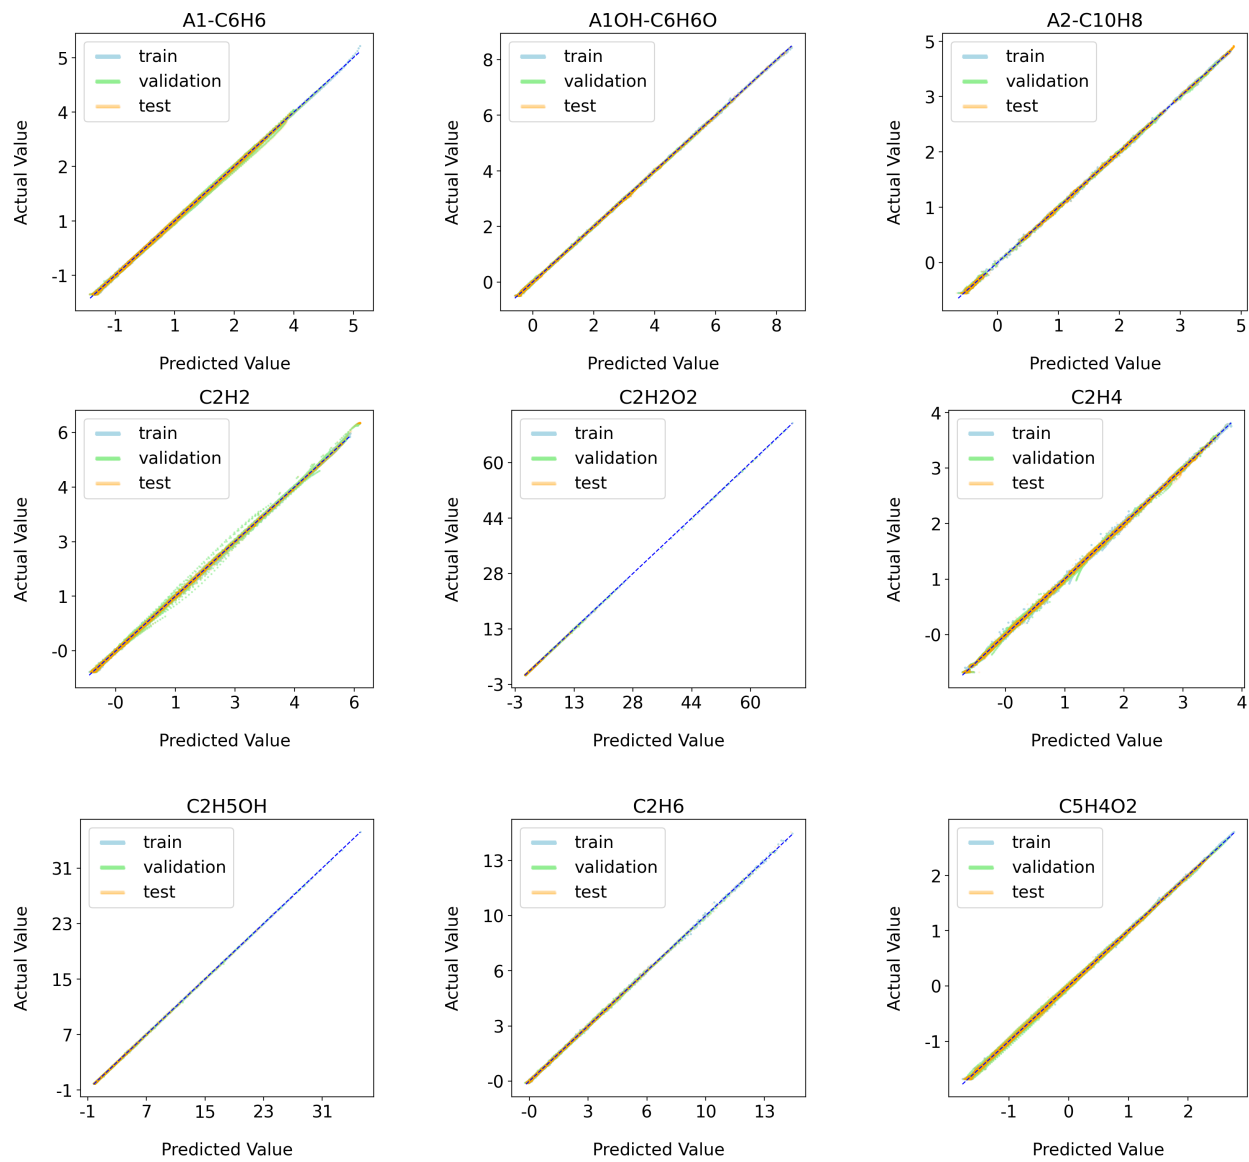 A1-C6H6
train
validation
test
5
4
2
1
-1
Actual Value
-1 1 2 4 5
Predicted Value
A1OH-C6H6O
train
validation
test
8
6
4
2
0
Actual Value
0 2 4 6 8
Predicted Value
A2-C10H8
train
validation
test
5
3
2
1
0
Actual Value
0 1 2 3 5
Predicted Value
C2H2
train
validation
test
6
4
3
1
-0
Actual Value
-0 1 3 4 6
Predicted Value
C2H2O2
train
validation
test
60
44
28
13
-3
Actual Value
-3 13 28 44 60
Predicted Value
C2H4
train
validation
test
4
3
2
1
-0
Actual Value
-0 1 2 3 4
Predicted Value
C2H5OH
train
validation
test
31
23
15
7
-1
Actual Value
-1 7 15 23 31
Predicted Value
C2H6
train
validation
test
13
10
6
3
-0
Actual Value
-0 3 6 10 13
Predicted Value
C5H4O2
train
validation
test
2
1
0
-1
Actual Value
-1 0 1 2
Predicted Value